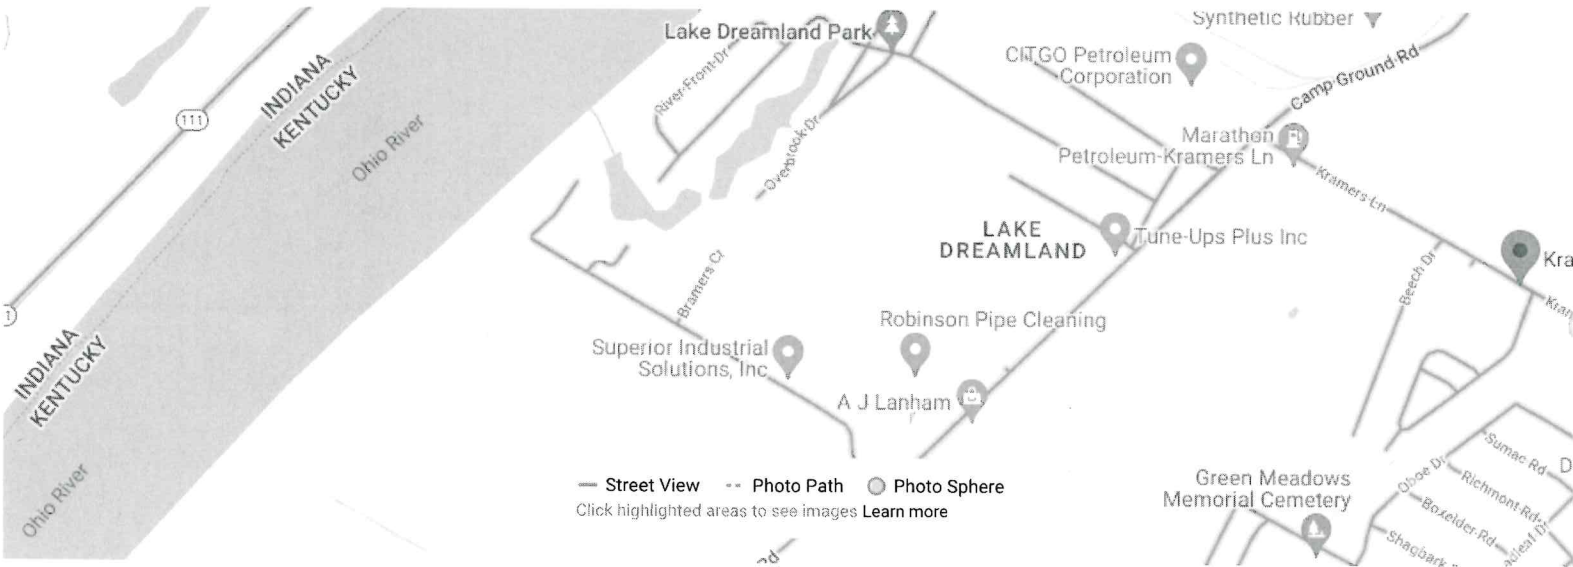 Synthetic Rubber
Lake Dreamland Park
CITGO Petroleum
Corporation
Camp Ground Rd
River Front Dr
INDIANA
KENTUCKY
111
Ohio River
Overbrook Dr
Marathon
Petroleum-Kramers Ln
Kramers Ln
LAKE
DREAMLAND
Tune-Ups Plus Inc
Kra
Beech Dr
Kram
Bramers Ct
Robinson Pipe Cleaning
Superior Industrial
Solutions, Inc
A J Lanham
INDIANA
KENTUCKY
Ohio River
Street View
Photo Path
Photo Sphere
Click highlighted areas to see images Learn more
Green Meadows
Memorial Cemetery
Oboe Dr
Sumac Rd
D
Richmond Rd
Boxelder Rd
Shagbark
adleaf D
Rd